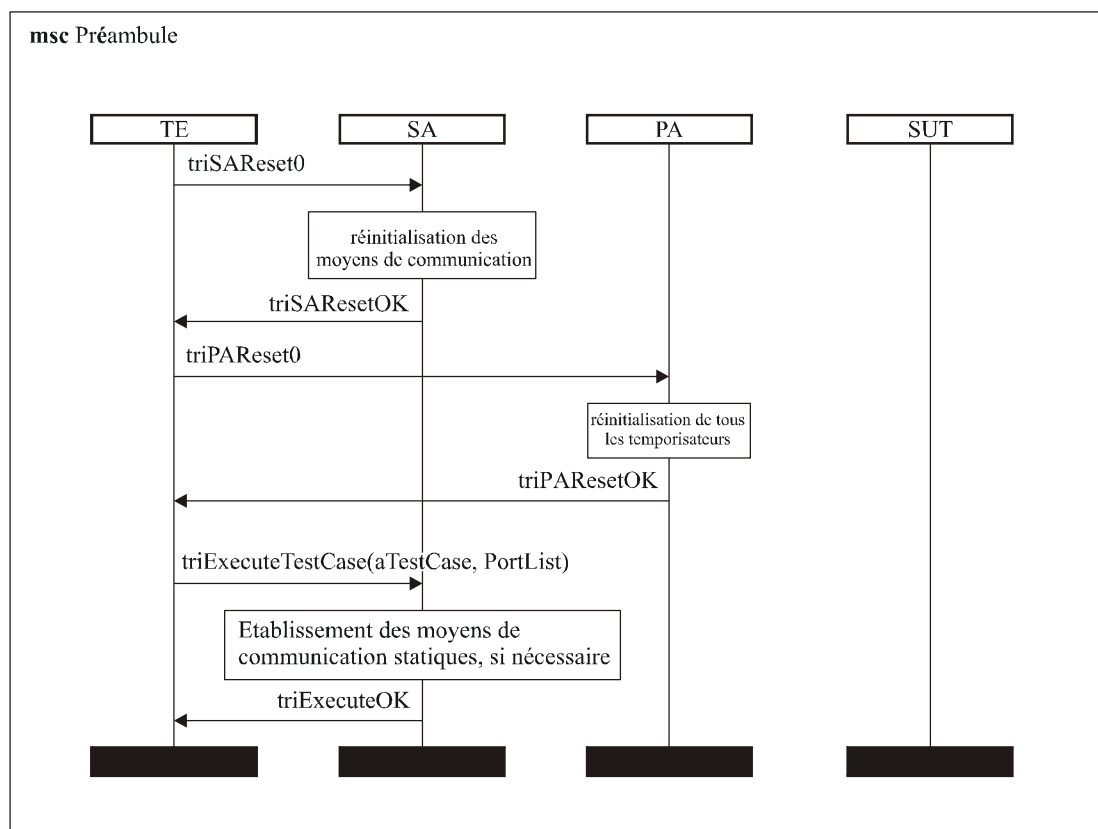 msc Préambule
TE SA PA SUT
triSAReset0
réinitialisation des
moyens de communication
triSAResetOK
triPAReset0
réinitialisation de tous
les temporisateurs
triPAResetOK
triExecuteTestCase(aTestCase, PortList)
Etablissement des moyens de
communication statiques, si nécessaire
triExecuteOK